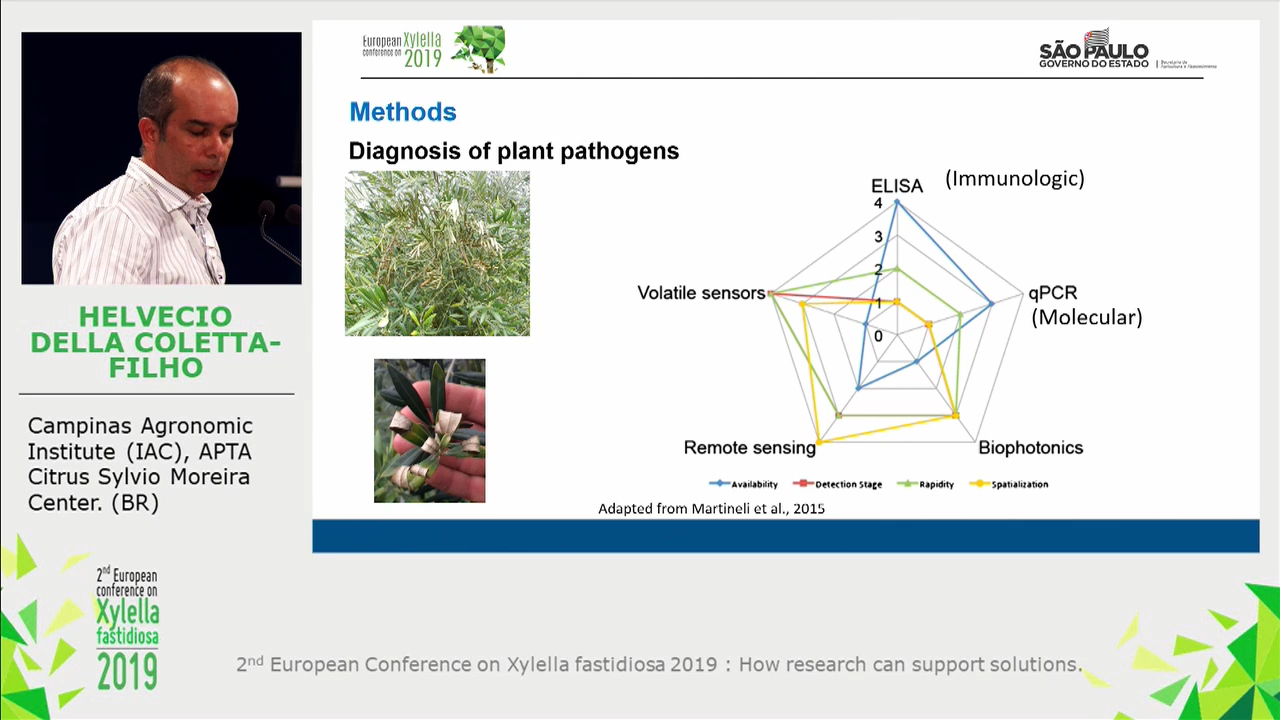 European Xylella
conference on 2019
SÃO PAULO
GOVERNO DO ESTADO
Methods
Diagnosis of plant pathogens
ELISA (Immunologic)
4
3
2
1
0
Volatile sensors
qPCR
(Molecular)
Remote sensing
Biophotonics
Availability Detection Stage Rapidity Spatialization
Adapted from Martineli et al., 2015
HELVECIO
DELLA COLETTA-
FILHO
Campinas Agronomic
Institute (IAC), APTA
Citrus Sylvio Moreira
Center. (BR)
2nd European
conference on
Xylella
fastidiosa
2019
2nd European Conference on Xylella fastidiosa 2019 : How research can support solutions.